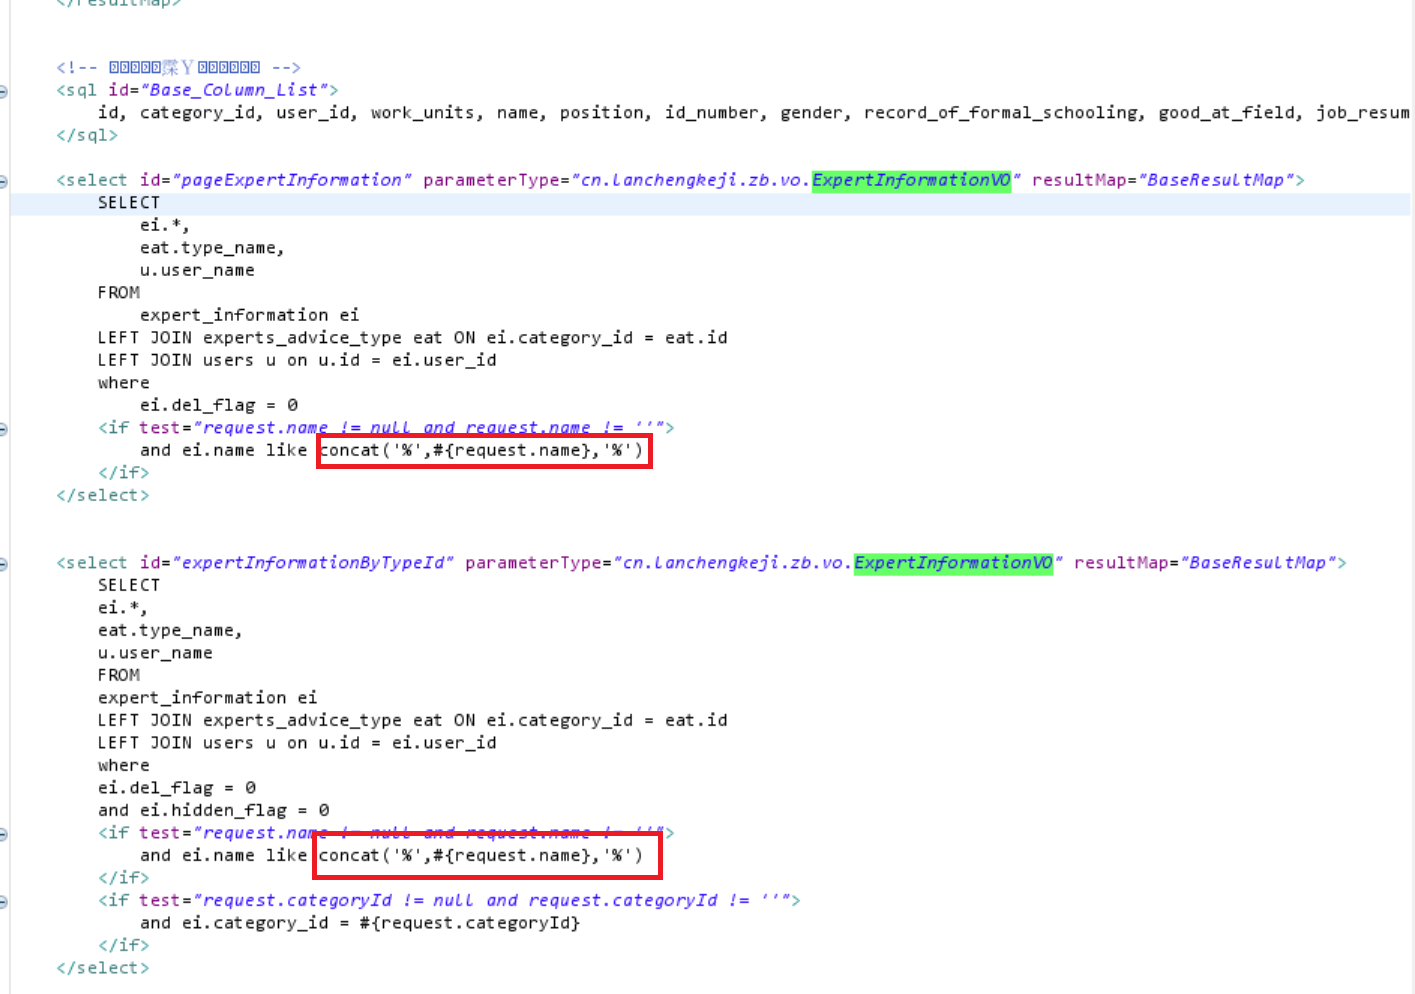 </resultMap>
<!-- -->
<sql id="Base_Column_List">
id, category_id, user_id, work_units, name, position, id_number, gender, record_of_formal_schooling, good_at_field, job_resum
</sql>
<select id="pageExpertInformation" parameterType="cn.lanchengkeji.zb.vo.ExpertInformationVO" resultMap="BaseResultMap">
SELECT
ei.*,
eat.type_name,
u.user_name
FROM
expert_information ei
LEFT JOIN experts_advice_type eat ON ei.category_id = eat.id
LEFT JOIN users u on u.id = ei.user_id
where
ei.del_flag = 0
<if test="request.name != null and request.name != ''">
and ei.name like concat('%',#{request.name},'%')
</if>
</select>
<select id="expertInformationByTypeId" parameterType="cn.lanchengkeji.zb.vo.ExpertInformationVO" resultMap="BaseResultMap">
SELECT
ei.*,
eat.type_name,
u.user_name
FROM
expert_information ei
LEFT JOIN experts_advice_type eat ON ei.category_id = eat.id
LEFT JOIN users u on u.id = ei.user_id
where
ei.del_flag = 0
and ei.hidden_flag = 0
<if test="request.name != null and request.name != ''">
and ei.name like concat('%',#{request.name},'%')
</if>
<if test="request.categoryId != null and request.categoryId != ''">
and ei.category_id = #{request.categoryId}
</if>
</select>